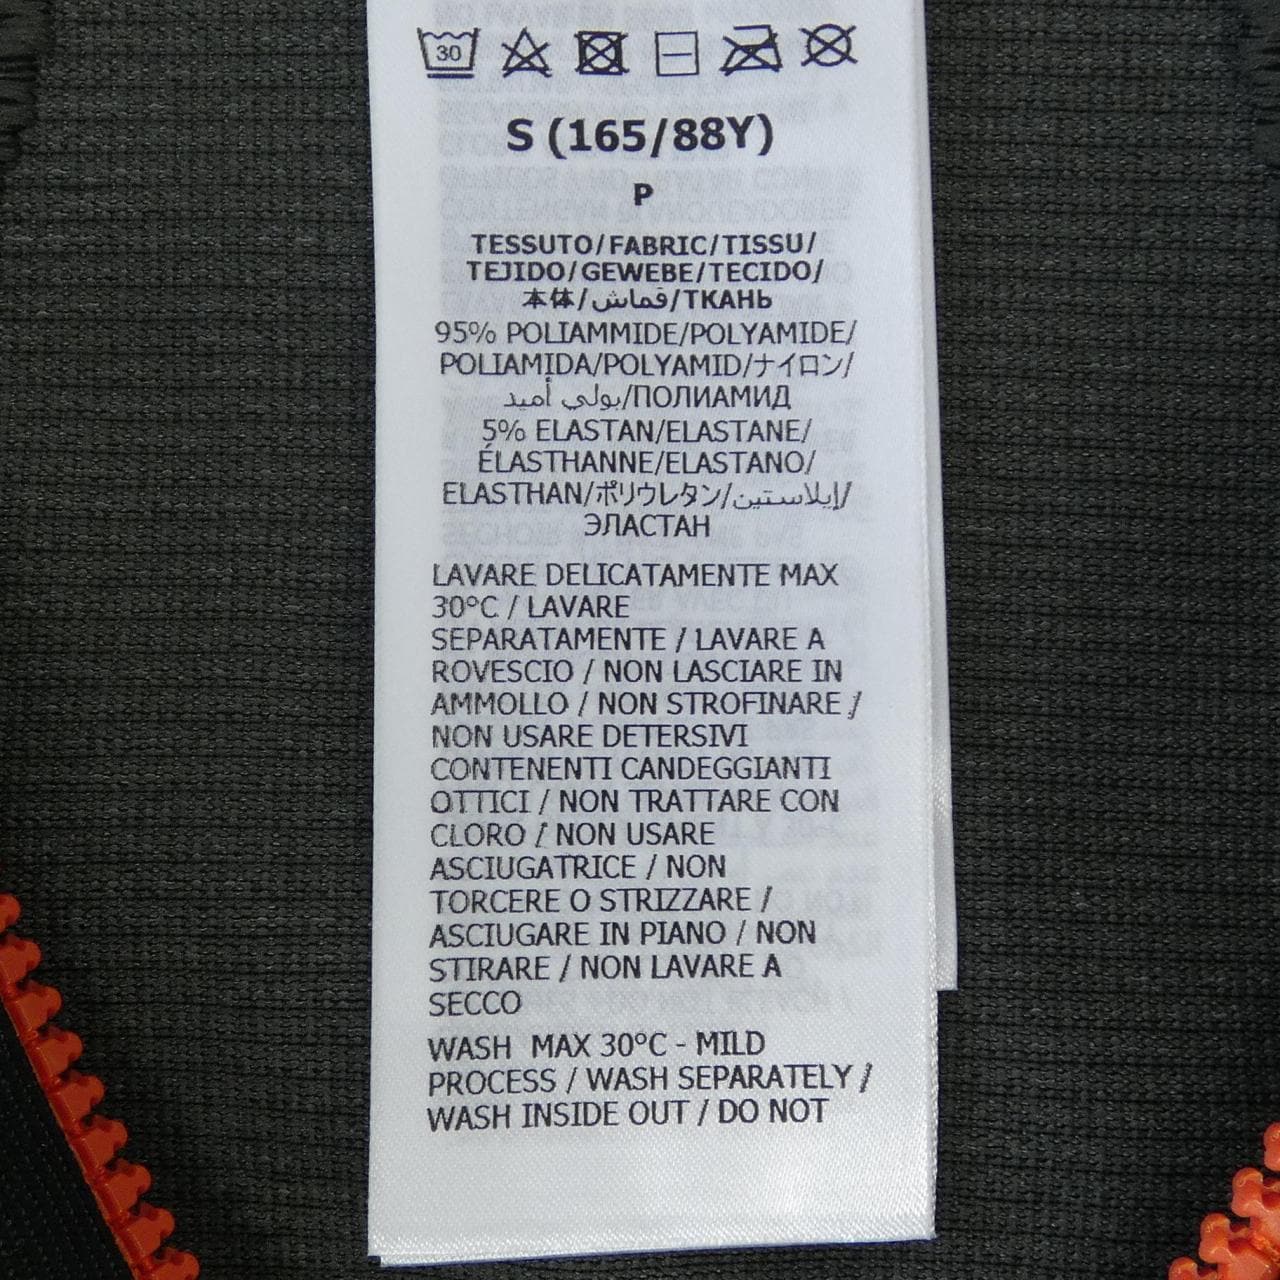 30
S (165/88Y)
P
TESSUTO/FABRIC/TISSU/
TEJIDO/GEWEBE/TECIDO/
本体/قماش/ТКАНЬ
95% POLIAMMIDE/POLYAMIDE/
POLIAMIDA/POLYAMID/ナイロン/
بولي أميد/ПОЛИАМИД
5% ELASTAN/ELASTANE/
ÉLASTHANNE/ELASTANO/
ELASTHAN/ポリウレタン/إيلاستين/
ЭЛАСТАН
LAVARE DELICATAMENTE MAX
30°C / LAVARE
SEPARATAMENTE / LAVARE A
ROVESCIO / NON LASCIARE IN
AMMOLLO / NON STROFINARE /
NON USARE DETERSIVI
CONTENENTI CANDEGGIANTI
OTTICI / NON TRATTARE CON
CLORO / NON USARE
ASCIUGATRICE / NON
TORCERE O STRIZZARE /
ASCIUGARE IN PIANO / NON
STIRARE / NON LAVARE A
SECCO
WASH MAX 30°C - MILD
PROCESS / WASH SEPARATELY /
WASH INSIDE OUT / DO NOT